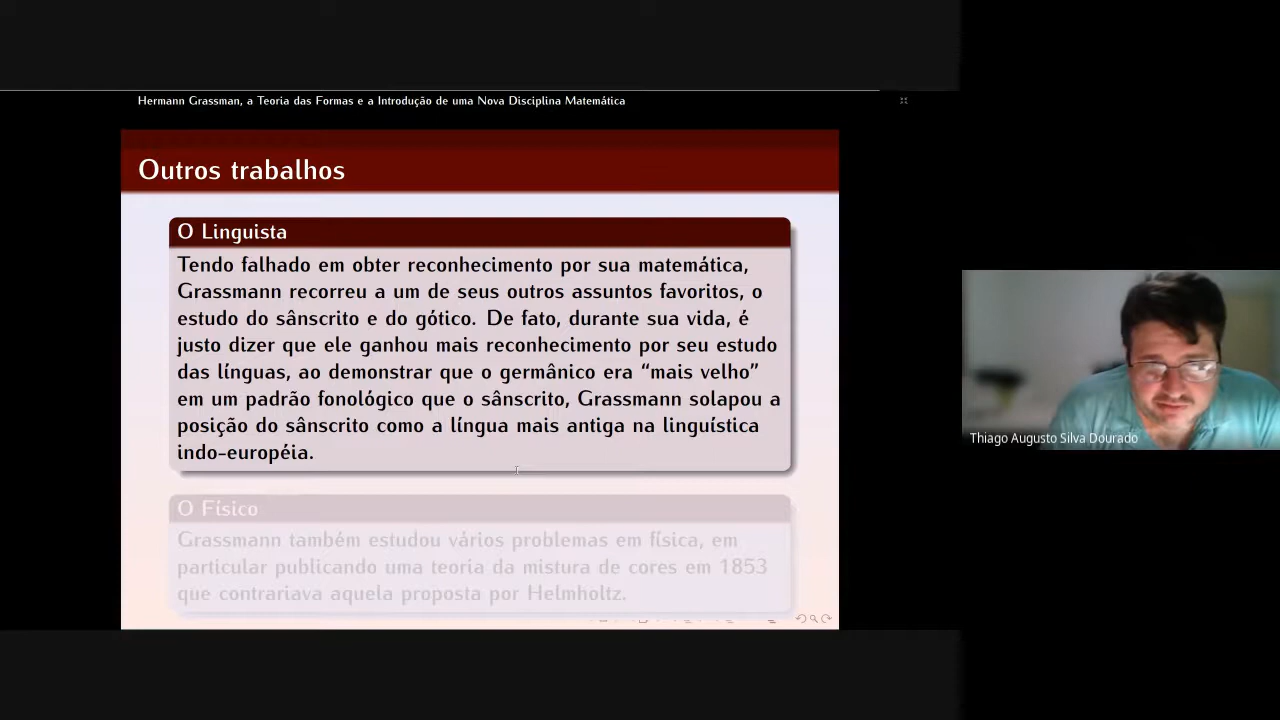 Hermann Grassman, a Teoria das Formas e a Introdução de uma Nova Disciplina Matemática
Outros trabalhos
O Linguista
Tendo falhado em obter reconhecimento por sua matemática,
Grassmann recorreu a um de seus outros assuntos favoritos, o
estudo do sânscrito e do gótico. De fato, durante sua vida, é
justo dizer que ele ganhou mais reconhecimento por seu estudo
das línguas, ao demonstrar que o germânico era “mais velho”
em um padrão fonológico que o sânscrito, Grassmann solapou a
posição do sânscrito como a língua mais antiga na linguística
indo-européia.
O Físico
Grassmann também estudou vários problemas em física, em
particular publicando uma teoria da mistura de cores em 1853
que contrariava aquela proposta por Helmholtz.
Thiago Augusto Silva Dourado